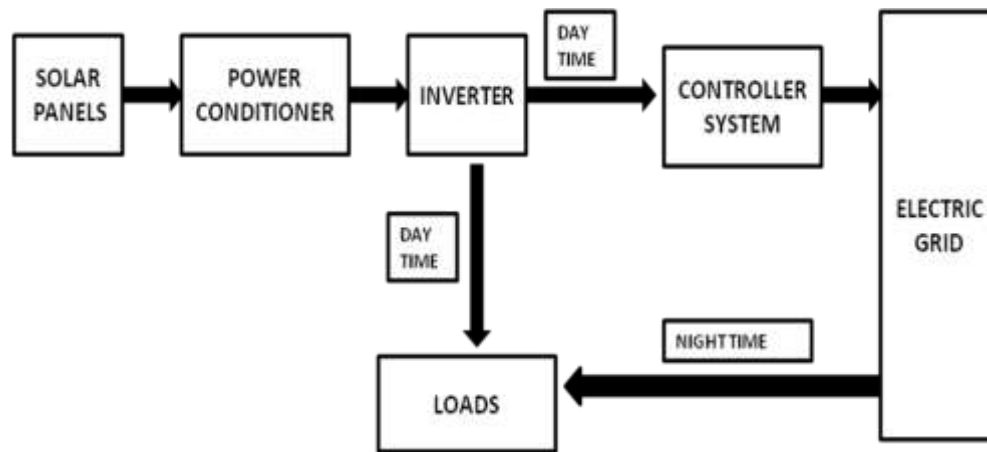 SOLAR
PANELS
POWER
CONDITIONER
INVERTER
DAY
TIME
CONTROLLER
SYSTEM
ELECTRIC
GRID
DAY
TIME
NIGHT TIME
LOADS